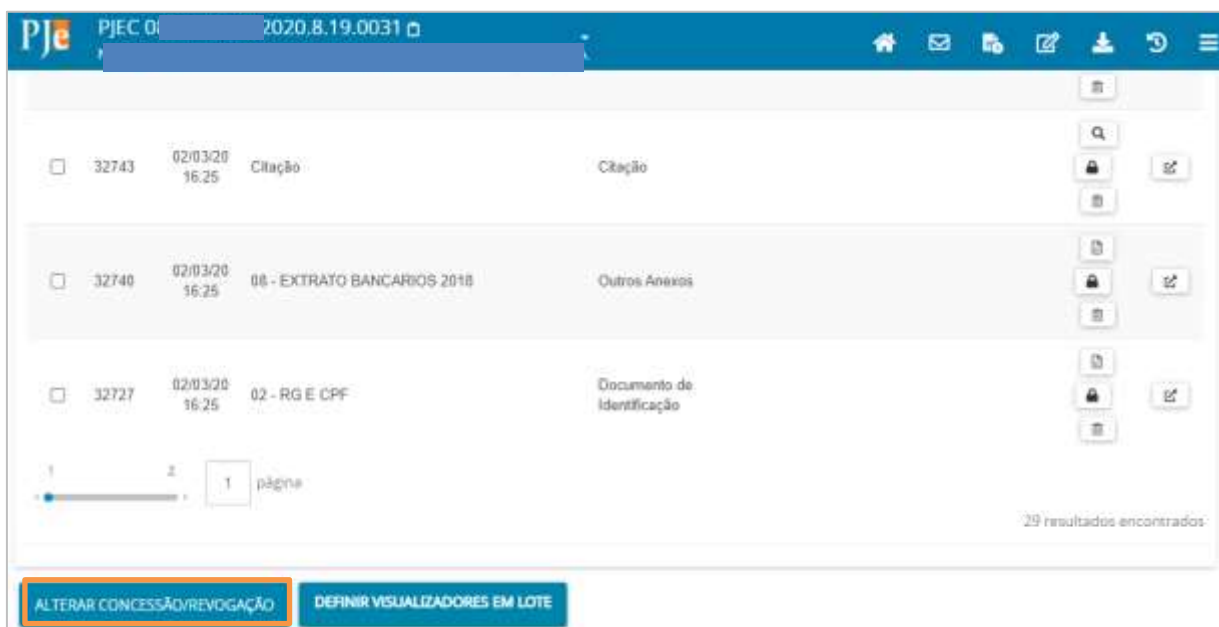 PJe PJEC 08 2020.8.19.0031
32743 02/03/20 16:25 Citação Citação
32740 02/03/20 16:25 08 - EXTRATO BANCARIOS 2018 Outros Anexos
32727 02/03/20 16:25 02 - RG E CPF Documento de Identificação
1 2 1 página
29 resultados encontrados
ALTERAR CONCESSÃO/REVOGAÇÃO DEFINIR VISUALIZADORES EM LOTE